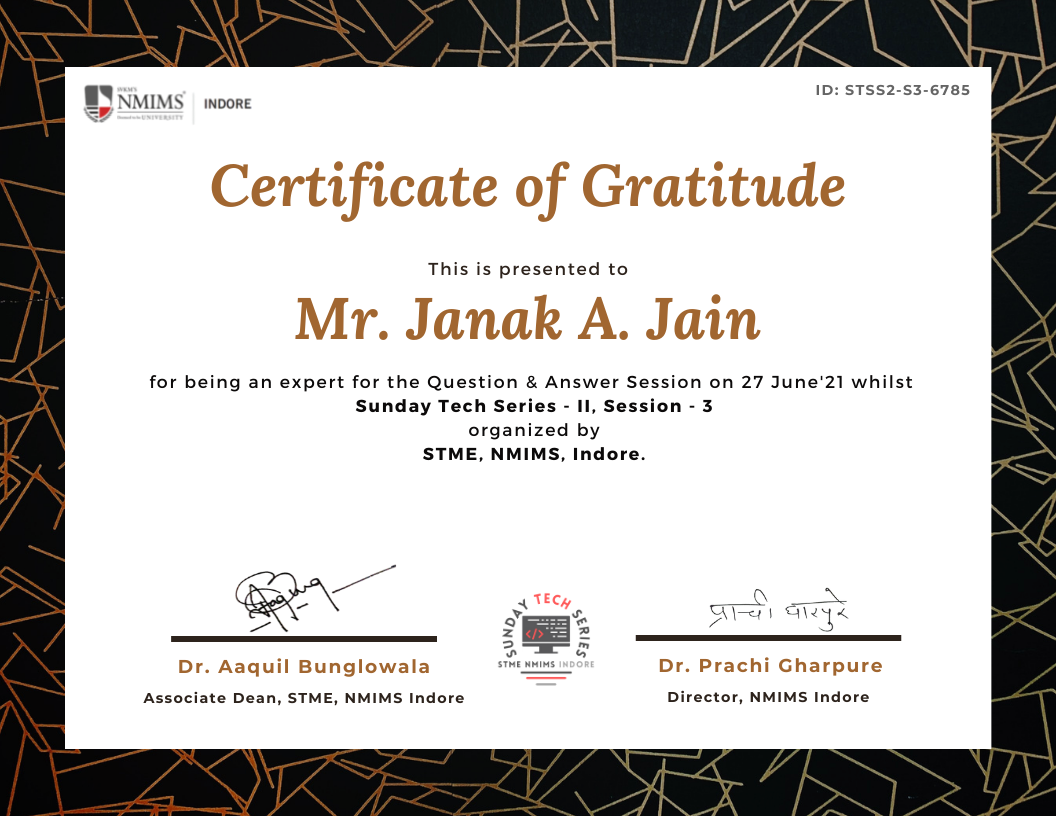 SVKM'S
NMIMS
Deemed to be UNIVERSITY
INDORE
ID: STSS2-S3-6785
Certificate of Gratitude
This is presented to
Mr. Janak A. Jain
for being an expert for the Question & Answer Session on 27 June'21 whilst
Sunday Tech Series - II, Session - 3
organized by
STME, NMIMS, Indore.
प्राची घारपुरे
Dr. Aaquil Bunglowala
Associate Dean, STME, NMIMS Indore
SUNDAY TECH SERIES
</>
STME NMIMS INDORE
Dr. Prachi Gharpure
Director, NMIMS Indore